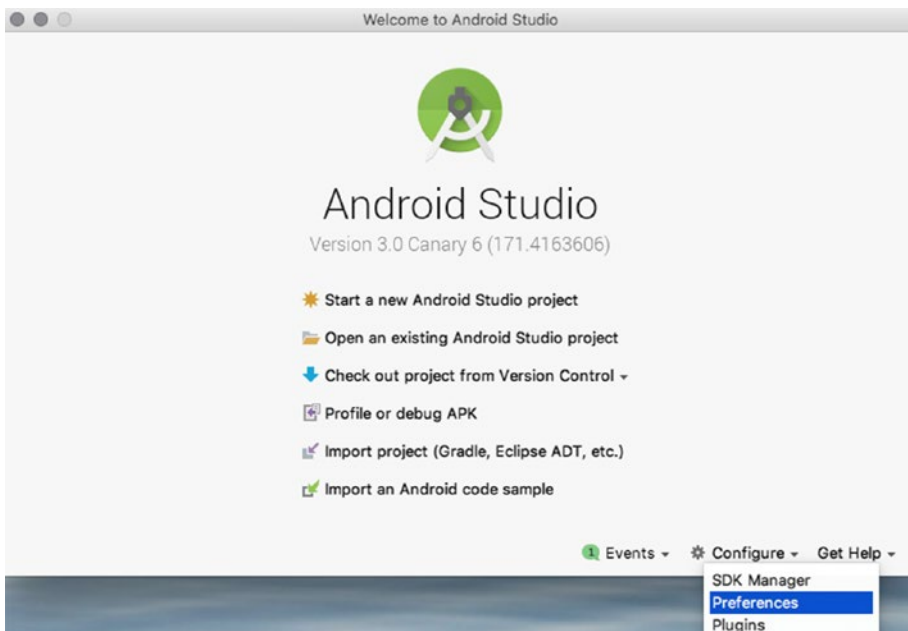 Welcome to Android Studio
Android Studio
Version 3.0 Canary 6 (171.4163606)
Start a new Android Studio project
Open an existing Android Studio project
Check out project from Version Control
Profile or debug APK
Import project (Gradle, Eclipse ADT, etc.)
Import an Android code sample
1 Events Configure Get Help
SDK Manager
Preferences
Plugins